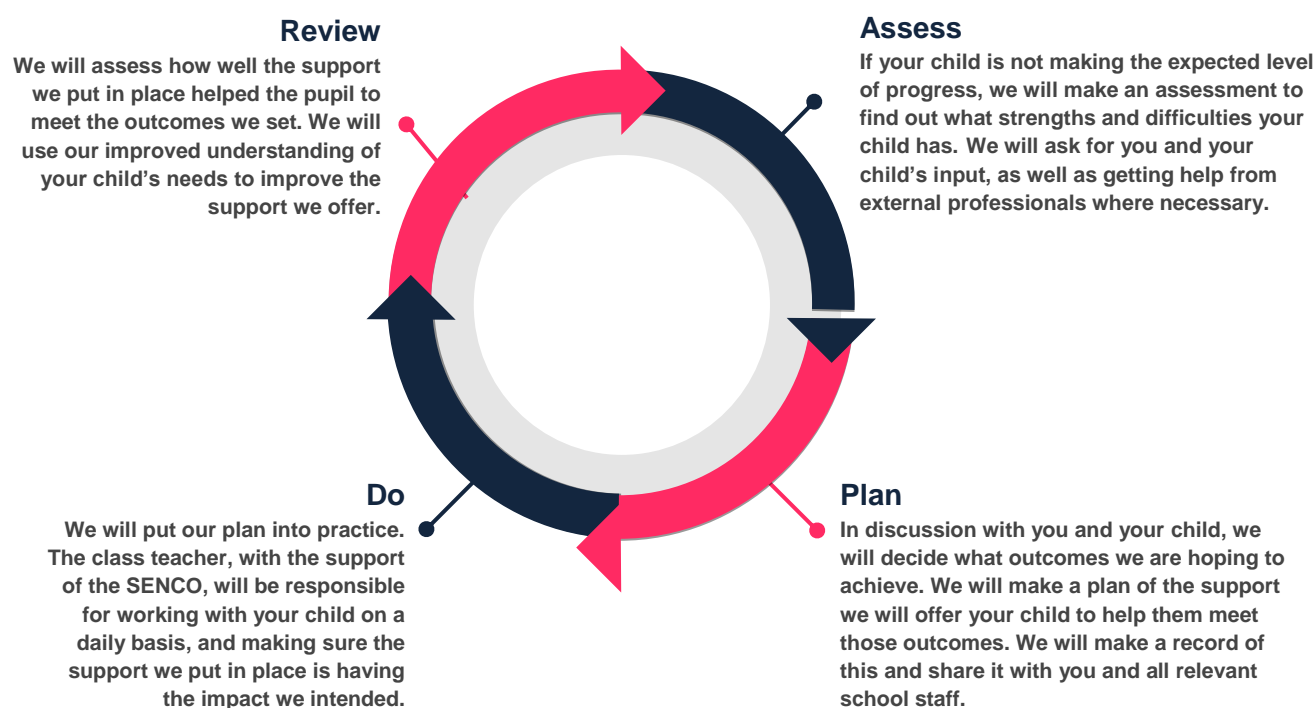 Review
We will assess how well the support
we put in place helped the pupil to
meet the outcomes we set. We will
use our improved understanding of
your child’s needs to improve the
support we offer.
Assess
If your child is not making the expected level
of progress, we will make an assessment to
find out what strengths and difficulties your
child has. We will ask for you and your
child’s input, as well as getting help from
external professionals where necessary.
Do
We will put our plan into practice.
The class teacher, with the support
of the SENCO, will be responsible
for working with your child on a
daily basis, and making sure the
support we put in place is having
the impact we intended.
Plan
In discussion with you and your child, we
will decide what outcomes we are hoping to
achieve. We will make a plan of the support
we will offer your child to help them meet
those outcomes. We will make a record of
this and share it with you and all relevant
school staff.